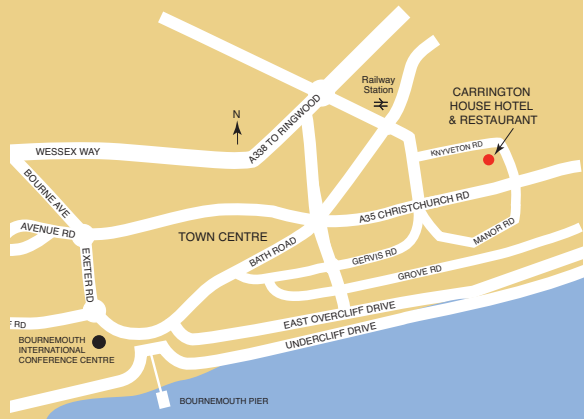 Railway
Station
CARRINGTON
HOUSE HOTEL
& RESTAURANT
N
A338 TO RINGWOOD
WESSEX WAY
KNYVETON RD
BOURNE AVE
A35 CHRISTCHURCH RD
AVENUE RD
TOWN CENTRE
MANOR RD
BATH ROAD
GERVIS RD
EXETER RD
GROVE RD
EAST OVERCLIFF DRIVE
F RD
UNDERCLIFF DRIVE
BOURNEMOUTH
INTERNATIONAL
CONFERENCE CENTRE
BOURNEMOUTH PIER